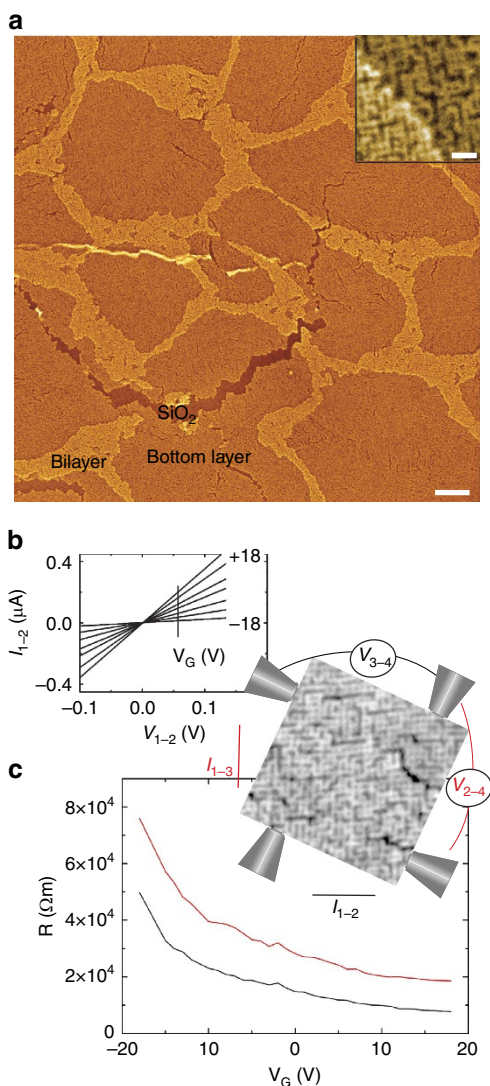 a
SiO₂
Bilayer
Bottom layer
b
0.4
0.0
–0.4
I₁₋₂ (μA)
+18
–18
V_G (V)
–0.1
0.0
0.1
V₁₋₂ (V)
V₃₋₄
V₂₋₄
I₁₋₃
I₁₋₂
c
8×10⁴
6×10⁴
4×10⁴
2×10⁴
0
R (Ωm)
–20
–10
0
10
20
V_G (V)